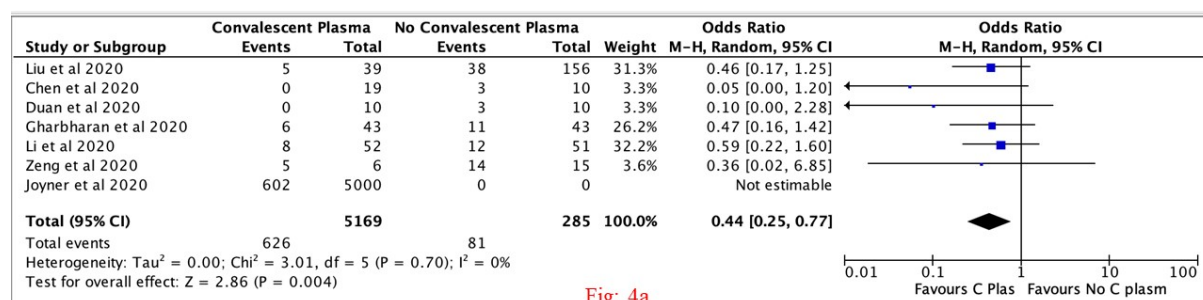 Convalescent Plasma No Convalescent Plasma Odds Ratio Odds Ratio
Study or Subgroup Events Total Events Total Weight M-H, Random, 95% CI M-H, Random, 95% CI
Liu et al 2020 5 39 38 156 31.3% 0.46 [0.17, 1.25]
Chen et al 2020 0 19 3 10 3.3% 0.05 [0.00, 1.20]
Duan et al 2020 0 10 3 10 3.3% 0.10 [0.00, 2.28]
Gharbharan et al 2020 6 43 11 43 26.2% 0.47 [0.16, 1.42]
Li et al 2020 8 52 12 51 32.2% 0.59 [0.22, 1.60]
Zeng et al 2020 5 6 14 15 3.6% 0.36 [0.02, 6.85]
Joyner et al 2020 602 5000 0 0 Not estimable
Total (95% CI) 5169 285 100.0% 0.44 [0.25, 0.77]
Total events 626 81
Heterogeneity: Tau² = 0.00; Chi² = 3.01, df = 5 (P = 0.70); I² = 0%
Test for overall effect: Z = 2.86 (P = 0.004)
0.01 0.1 1 10 100
Favours C Plas Favours No C plasm
Fig: 4a